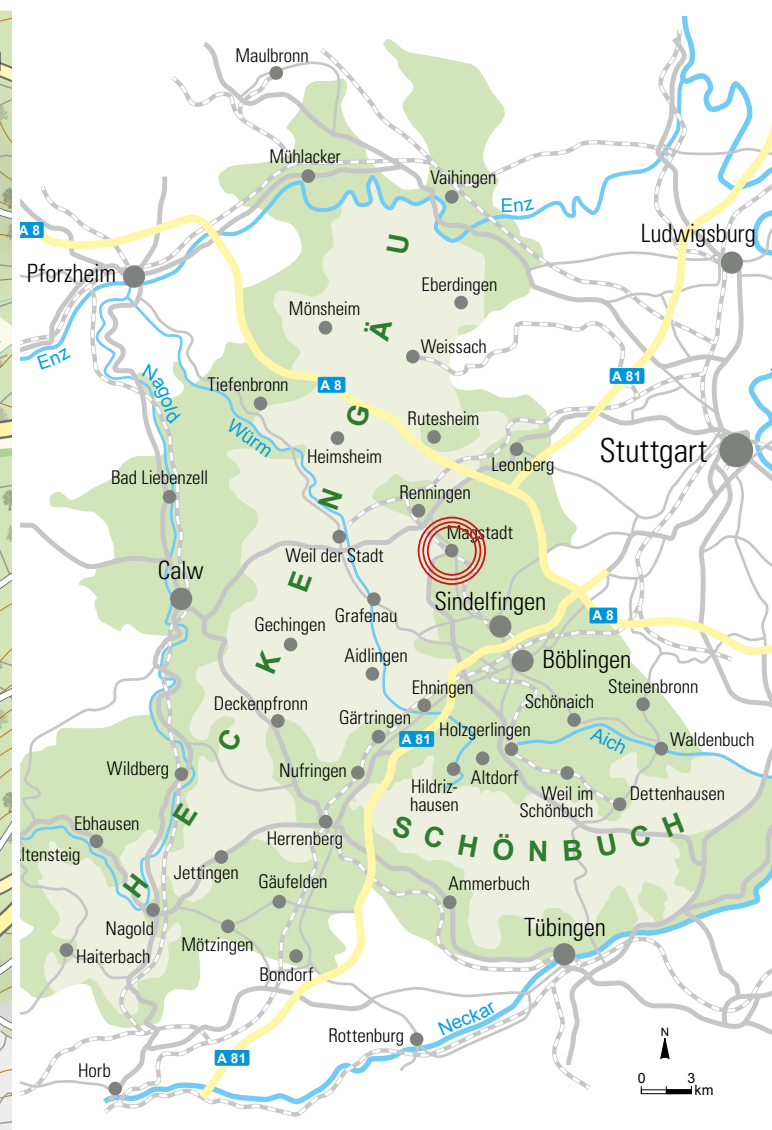 Maulbronn
Mühlacker
Vaihingen
Enz
A 8
Ludwigsburg
Pforzheim
Eberdingen
Mönsheim
Weissach
Enz
Nagold
A 81
Tiefenbronn
A 8
Würm
Rutesheim
Heimsheim
Leonberg
Stuttgart
Bad Liebenzell
Renningen
Magstadt
Weil der Stadt
Calw
Sindelfingen
Grafenau
A 8
Gechingen
Aidlingen
Böblingen
Ehningen
Steinenbronn
Deckenpfronn
Schönaich
Gärtringen
A 81
Holzgerlingen
Aich
Waldenbuch
Wildberg
Nufringen
Altdorf
Hildriz-
hausen
Weil im
Schönbuch
Dettenhausen
HECKENGÄU
SCHÖNBUCH
Ebhausen
ltensteig
Herrenberg
Jettingen
Gäufelden
Ammerbuch
Nagold
Mötzingen
Tübingen
Haiterbach
Bondorf
Neckar
Rottenburg
A 81
Horb
N
0 3
km